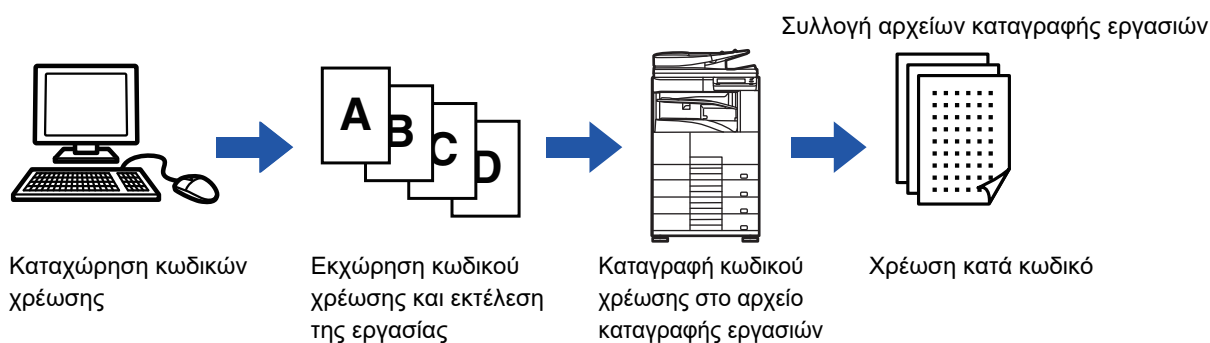 Συλλογή αρχείων καταγραφής εργασιών
A
B
C
D
Καταχώρηση κωδικών
χρέωσης
Εκχώρηση κωδικού
χρέωσης και εκτέλεση
της εργασίας
Καταγραφή κωδικού
χρέωσης στο αρχείο
καταγραφής εργασιών
Χρέωση κατά κωδικό